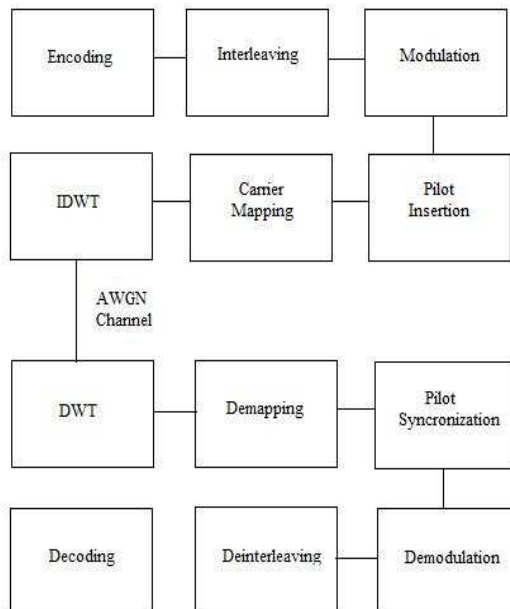 Encoding
Interleaving
Modulation
IDWT
Carrier
Mapping
Pilot
Insertion
AWGN
Channel
DWT
Demapping
Pilot
Syncronization
Decoding
Deinterleaving
Demodulation